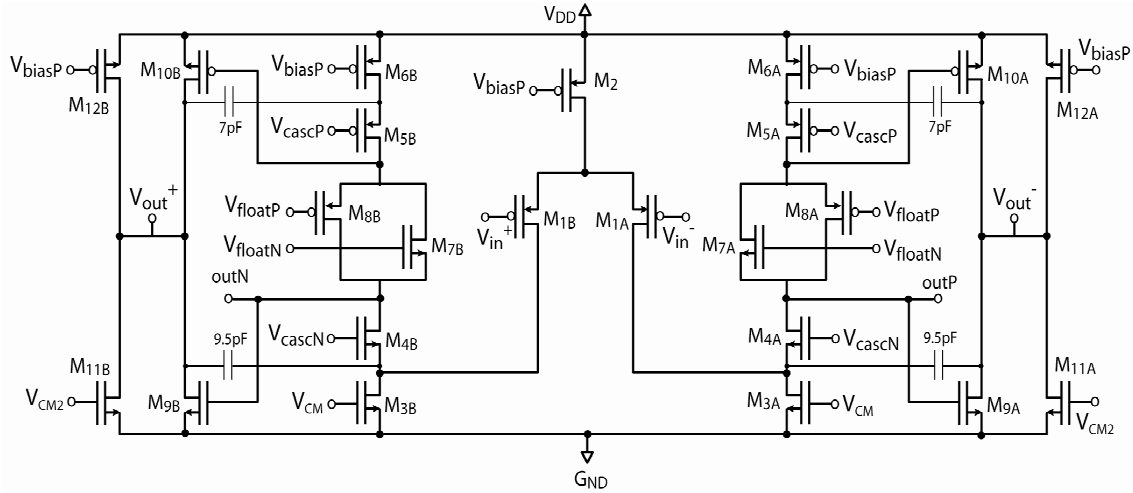 VDD
VbiasP
M12B
M10B
VbiasP
M6B
7pF
VcascP
M5B
VbiasP
M2
M6A
VbiasP
M5A
VcascP
7pF
M10A
VbiasP
M12A
Vout+
VfloatP
M8B
VfloatN
M7B
Vin+
M1B
M1A
Vin-
M8A
VfloatP
M7A
VfloatN
Vout-
outN
outP
9.5pF
VcascN
M4B
M4A
VcascN
9.5pF
M11B
VCM2
M9B
VCM
M3B
M3A
VCM
M9A
M11A
VCM2
GND